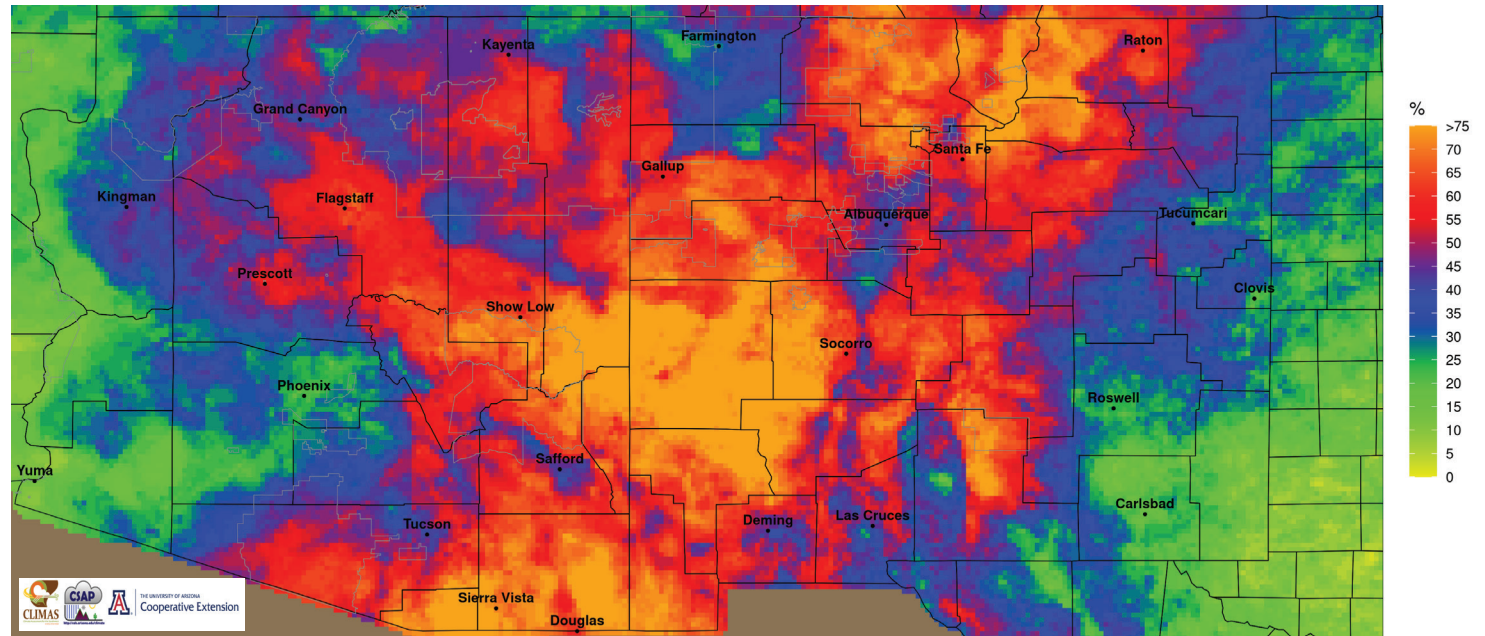 Farmington
Raton
Kayenta
Grand Canyon
Santa Fe
Gallup
Kingman
Flagstaff
Albuquerque
Tucumcari
Prescott
Clovis
Show Low
Socorro
Phoenix
Roswell
Safford
Yuma
Carlsbad
Tucson
Deming
Las Cruces
Sierra Vista
Douglas
%
>75
70
65
60
55
50
45
40
35
30
25
20
15
10
5
0
CLIMAS
CSAP
A
THE UNIVERSITY OF ARIZONA
Cooperative Extension